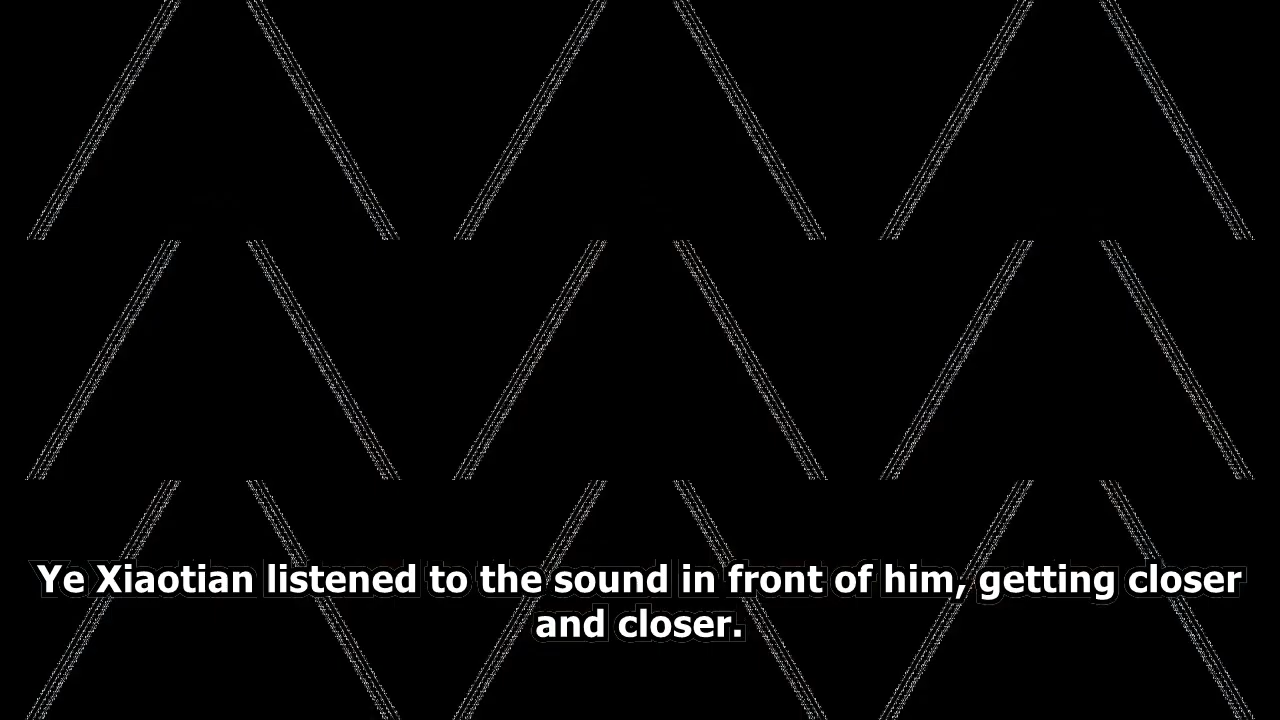 Ye Xiaotian listened to the sound in front of him, getting closer
and closer.